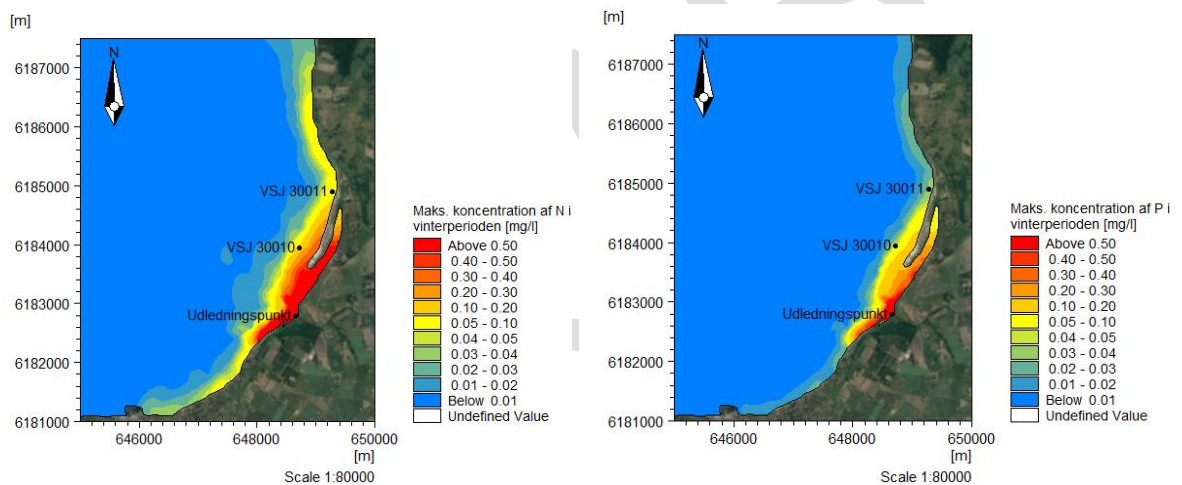 [m]
N
6187000
6186000
6185000
6184000
6183000
6182000
6181000
VSJ 30011
VSJ 30010
Udledningspunkt
646000
648000
650000
[m]
Scale 1:80000
Maks. koncentration af N i
vinterperioden [mg/l]
Above 0.50
0.40 - 0.50
0.30 - 0.40
0.20 - 0.30
0.10 - 0.20
0.05 - 0.10
0.04 - 0.05
0.03 - 0.04
0.02 - 0.03
0.01 - 0.02
Below 0.01
Undefined Value
[m]
N
6187000
6186000
6185000
6184000
6183000
6182000
6181000
VSJ 30011
VSJ 30010
Udledningspunkt
646000
648000
650000
[m]
Scale 1:80000
Maks. koncentration af P i
vinterperioden [mg/l]
Above 0.50
0.40 - 0.50
0.30 - 0.40
0.20 - 0.30
0.10 - 0.20
0.05 - 0.10
0.04 - 0.05
0.03 - 0.04
0.02 - 0.03
0.01 - 0.02
Below 0.01
Undefined Value